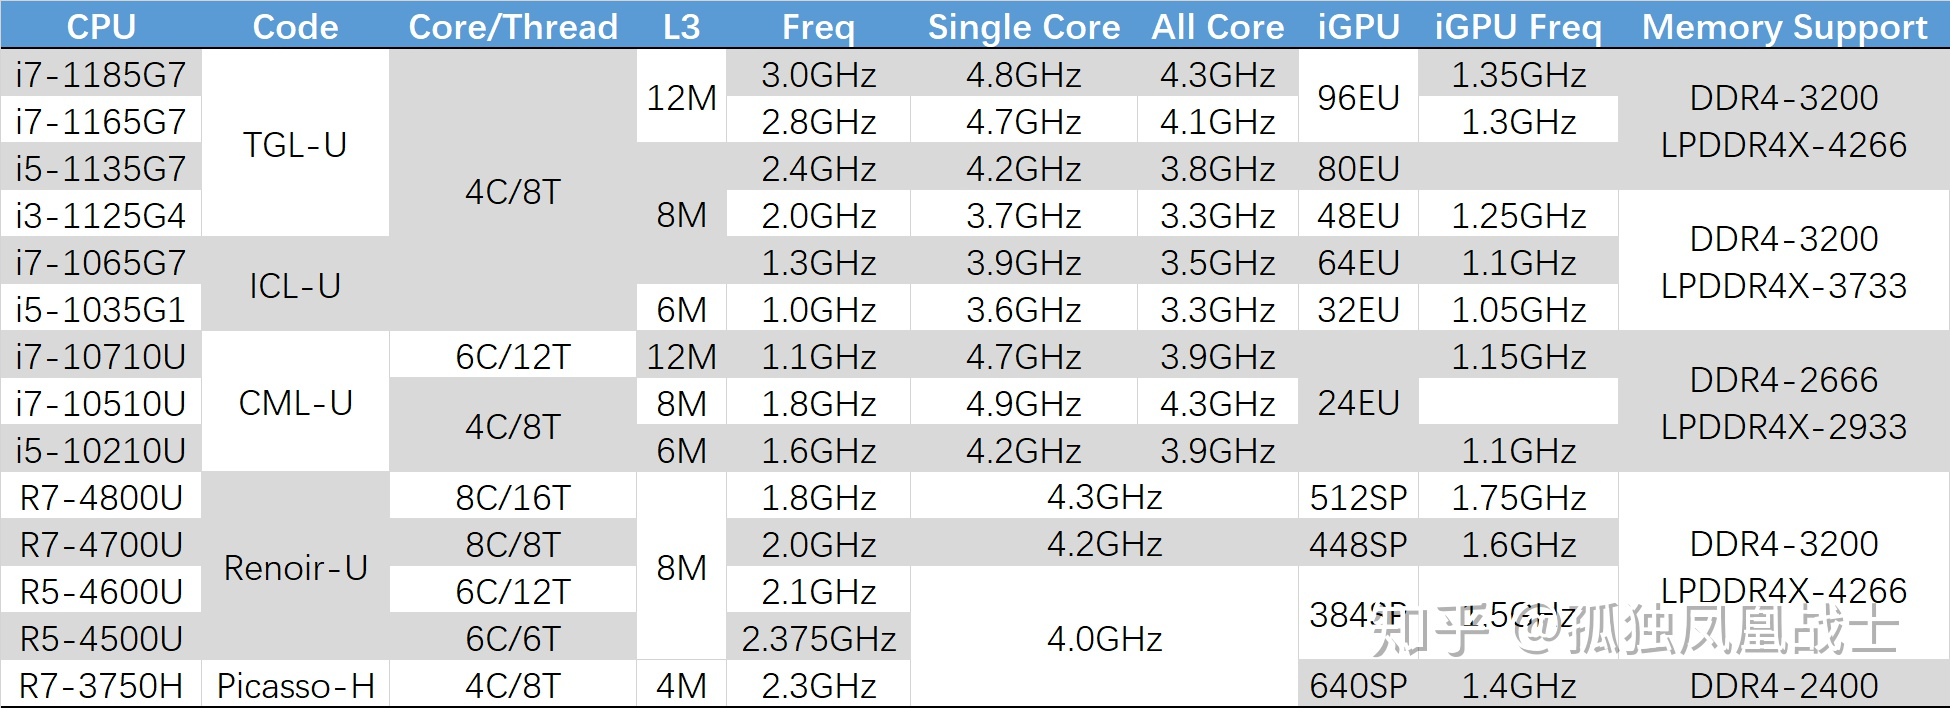 CPU Code Core/Thread L3 Freq Single Core All Core iGPU iGPU Freq Memory Support
i7-1185G7 TGL-U 4C/8T 12M 3.0GHz 4.8GHz 4.3GHz 96EU 1.35GHz DDR4-3200 LPDDR4X-4266
i7-1165G7 2.8GHz 4.7GHz 4.1GHz 1.3GHz
i5-1135G7 8M 2.4GHz 4.2GHz 3.8GHz 80EU
i3-1125G4 2.0GHz 3.7GHz 3.3GHz 48EU 1.25GHz DDR4-3200 LPDDR4X-3733
i7-1065G7 ICL-U 1.3GHz 3.9GHz 3.5GHz 64EU 1.1GHz
i5-1035G1 6M 1.0GHz 3.6GHz 3.3GHz 32EU 1.05GHz
i7-10710U CML-U 6C/12T 12M 1.1GHz 4.7GHz 3.9GHz 24EU 1.15GHz DDR4-2666 LPDDR4X-2933
i7-10510U 4C/8T 8M 1.8GHz 4.9GHz 4.3GHz
i5-10210U 6M 1.6GHz 4.2GHz 3.9GHz 1.1GHz
R7-4800U Renoir-U 8C/16T 8M 1.8GHz 4.3GHz 512SP 1.75GHz DDR4-3200 LPDDR4X-4266
R7-4700U 8C/8T 2.0GHz 4.2GHz 448SP 1.6GHz
R5-4600U 6C/12T 2.1GHz 4.0GHz 384SP 1.5GHz
R5-4500U 6C/6T 2.375GHz
R7-3750H Picasso-H 4C/8T 4M 2.3GHz 640SP 1.4GHz DDR4-2400
知乎 @孤独凤凰战士